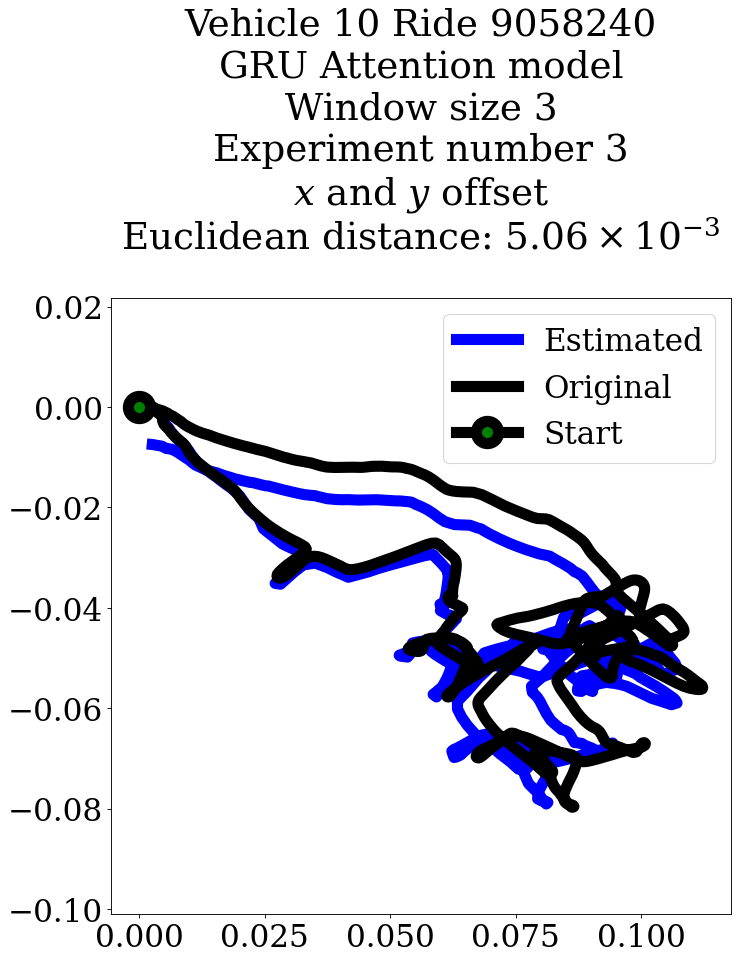 Vehicle 10 Ride 9058240
GRU Attention model
Window size 3
Experiment number 3
x and y offset
Euclidean distance: 5.06 × 10⁻³
0.02
0.00
−0.02
−0.04
−0.06
−0.08
−0.10
Estimated
Original
Start
0.000 0.025 0.050 0.075 0.100